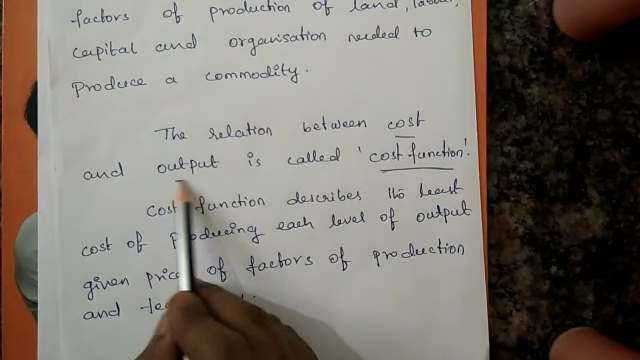 factors of production of land, labour,
capital and organisation needed to
produce a commodity.
The relation between cost
and output is called 'cost function'.
Cost function describes its least
cost of producing each level of output
given price of factors of production
and